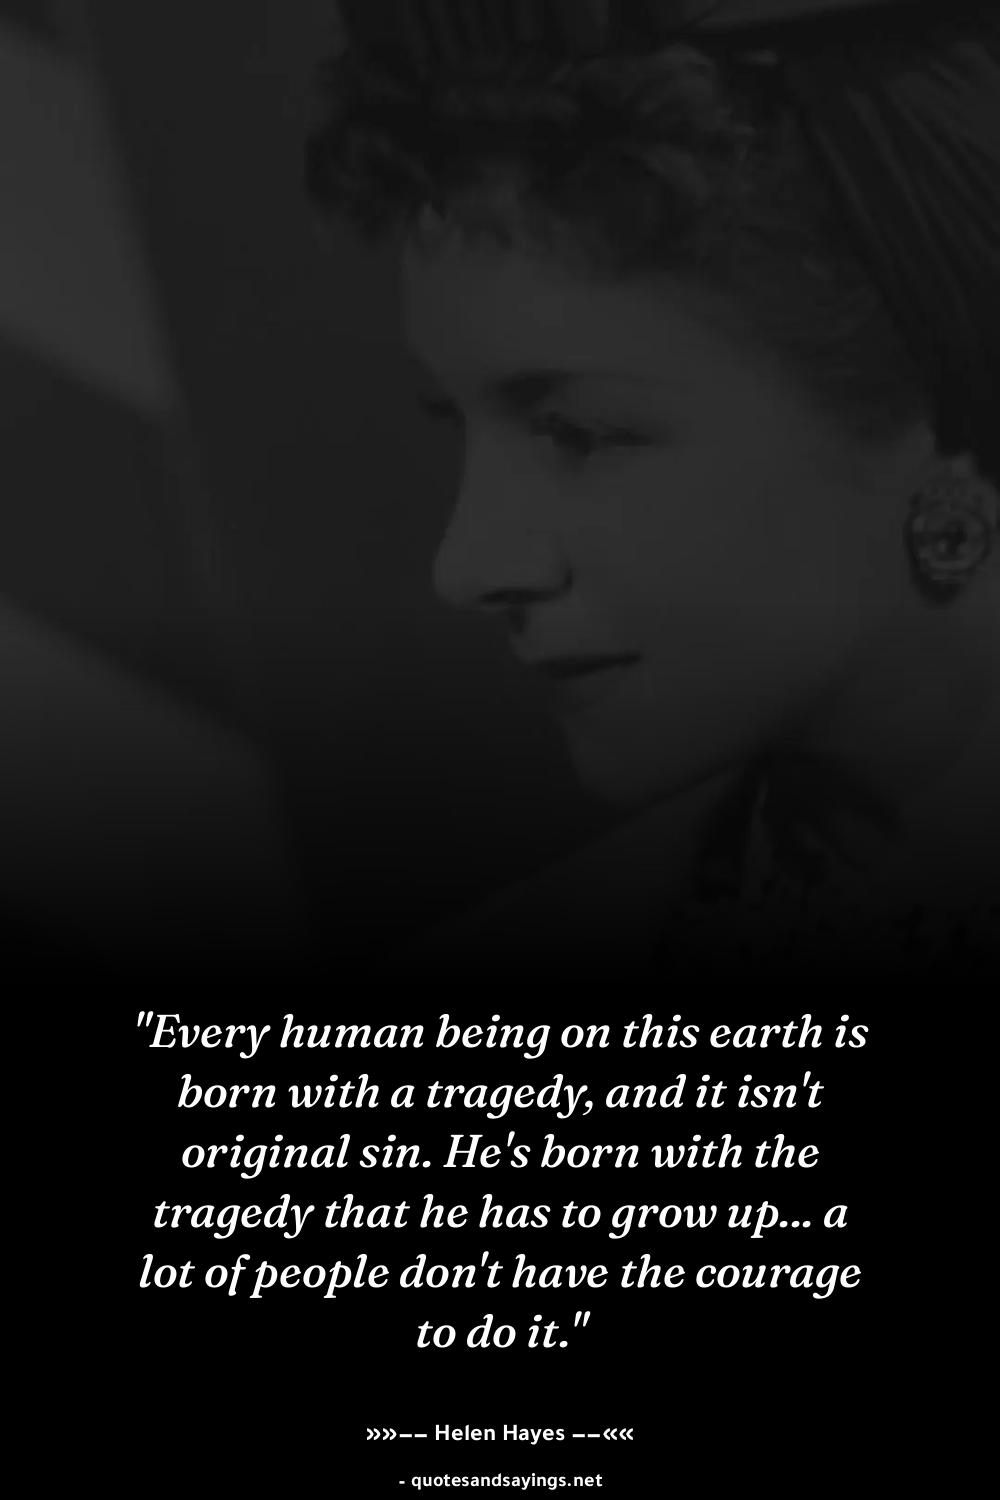 "Every human being on this earth is
born with a tragedy, and it isn't
original sin. He's born with the
tragedy that he has to grow up... a
lot of people don't have the courage
to do it."
»»–– Helen Hayes ––««
- quotesandsayings.net